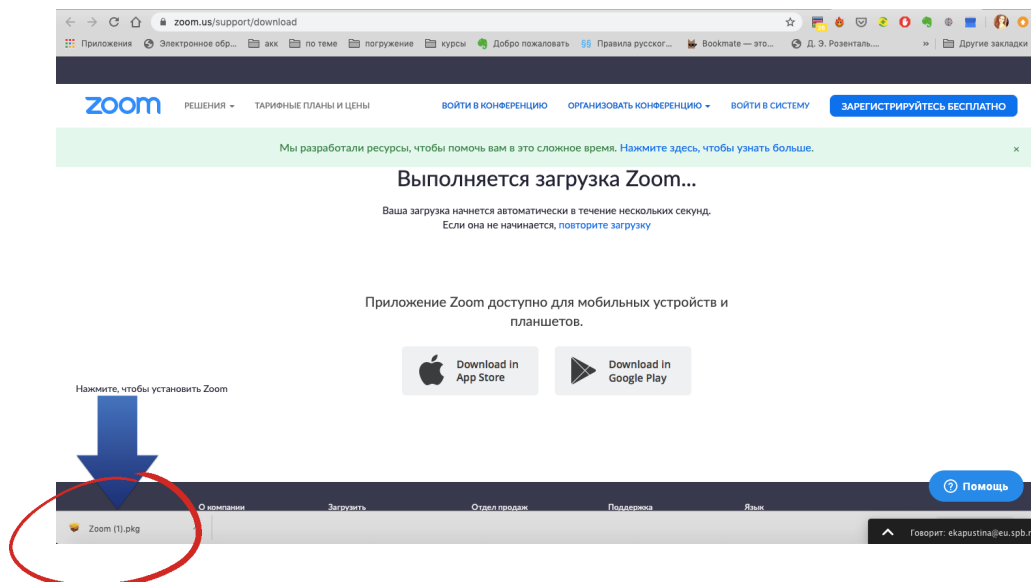 zoom.us/support/download
Приложения Электронное обр... акк по теме погружение курсы Добро пожаловать §§ Правила русског... Bookmate — это... Д. Э. Розенталь.... » Другие закладки
zoom РЕШЕНИЯ ТАРИФНЫЕ ПЛАНЫ И ЦЕНЫ ВОЙТИ В КОНФЕРЕНЦИЮ ОРГАНИЗОВАТЬ КОНФЕРЕНЦИЮ ВОЙТИ В СИСТЕМУ ЗАРЕГИСТРИРУЙТЕСЬ БЕСПЛАТНО
Мы разработали ресурсы, чтобы помочь вам в это сложное время. Нажмите здесь, чтобы узнать больше. ×
Выполняется загрузка Zoom...
Ваша загрузка начнется автоматически в течение нескольких секунд.
Если она не начинается, повторите загрузку
Приложение Zoom доступно для мобильных устройств и
планшетов.
Download in
App Store
Download in
Google Play
Нажмите, чтобы установить Zoom
Помощь
О компании Загрузить Отдел продаж Поддержка Язык
Zoom (1).pkg
Говорит: ekapustina@eu.spb.r